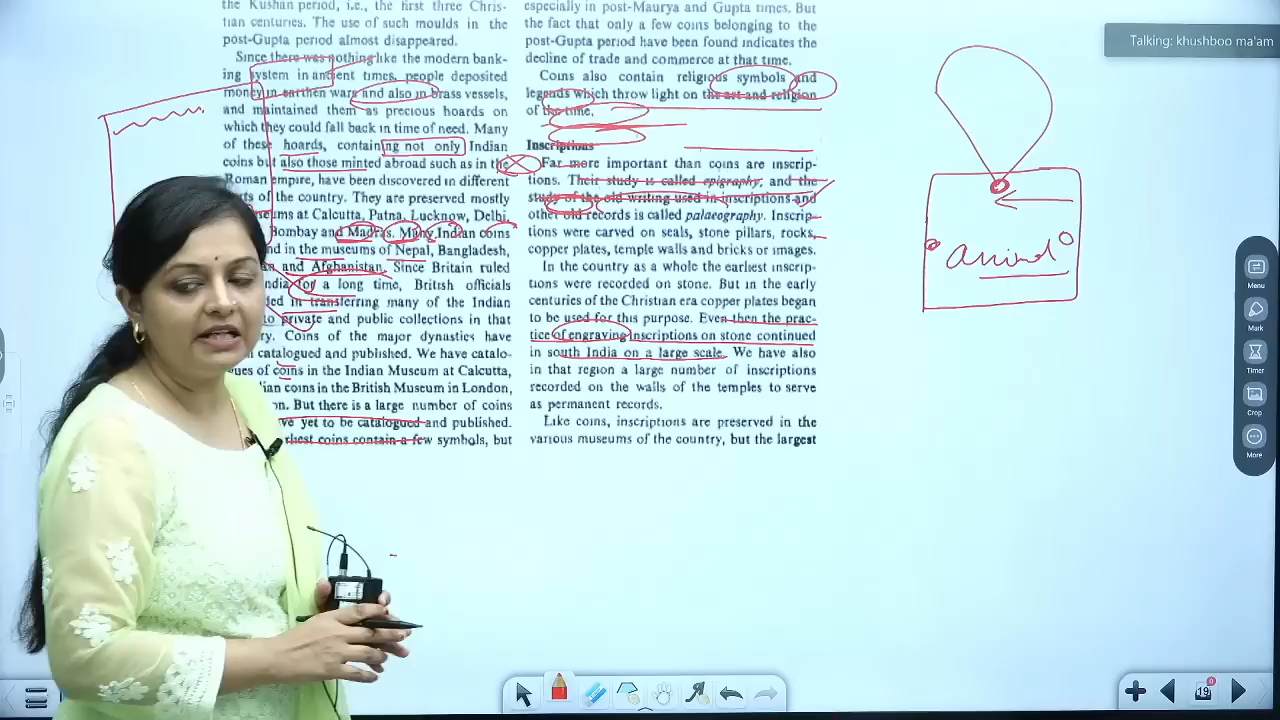 the Kushan period, i.e., the first three Chris-
tian centuries. The use of such moulds in the
post-Gupta period almost disappeared.
Since there was nothing like the modern bank-
ing system in ancient times, people deposited
money in earthen wars and also in brass vessels,
and maintained them as precious hoards on
which they could fall back in time of need. Many
of these hoards, containing not only Indian
coins but also those minted abroad such as in the
Roman empire, have been discovered in different
of the country. They are preserved mostly
at Calcutta, Patna, Lucknow, Delhi,
Bombay and Madras. Many Indian coins
in the museums of Nepal, Bangladesh,
and Afghanistan. Since Britain ruled
for a long time, British officials
in transferring many of the Indian
to private and public collections in that
Coins of the major dynasties have
catalogued and published. We have catalo-
of coins in the Indian Museum at Calcutta,
coins in the British Museum in London,
But there is a large number of coins
yet to be catalogued and published.
coins contain a few symbols, but
especially in post-Maurya and Gupta times. But
the fact that only a few coins belonging to the
post-Gupta period have been found indicates the
decline of trade and commerce at that time.
Coins also contain religious symbols and
legends which throw light on the art and religion
of the time.
Inscriptions
Far more important than coins are inscrip-
tions. Their study is called epigraphy, and the
study of the old writing used in inscriptions and
other old records is called palaeography. Inscrip-
tions were carved on seals, stone pillars, rocks,
copper plates, temple walls and bricks or images.
In the country as a whole the earliest inscrip-
tions were recorded on stone. But in the early
centuries of the Christian era copper plates began
to be used for this purpose. Even then the prac-
tice of engraving inscriptions on stone continued
in south India on a large scale. We have also
in that region a large number of inscriptions
recorded on the walls of the temples to serve
as permanent records.
Like coins, inscriptions are preserved in the
various museums of the country, but the largest
Talking: khushboo ma'am
Menu
Mark
Timer
Crop
More
19